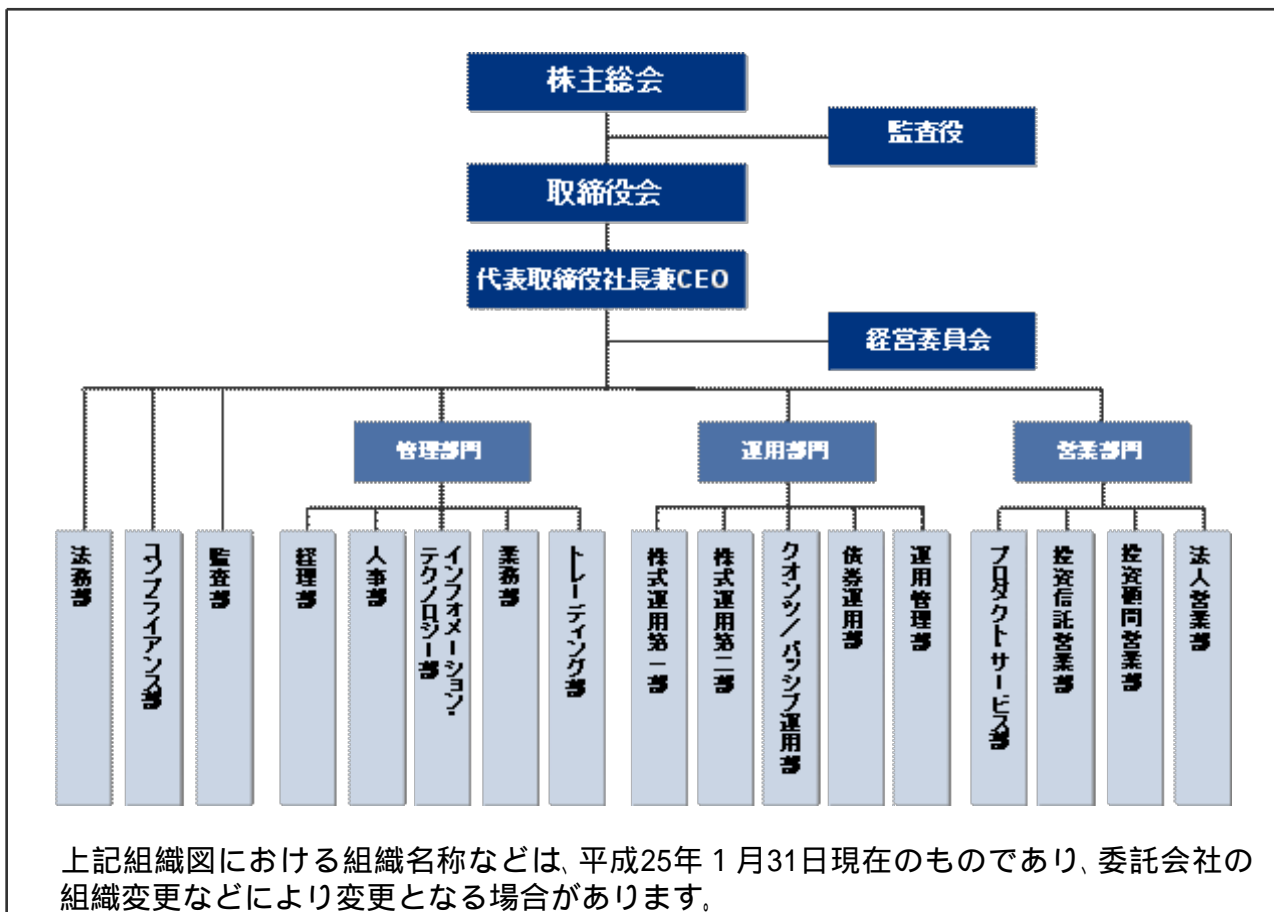 株主総会
監査役
取締役会
代表取締役社長兼CEO
経営委員会
管理部門
運用部門
営業部門
法務部
コンプライアンス部
監査部
経理部
人事部
インフォメーション・
テクノロジー部
業務部
トレーディング部
株式運用第一部
株式運用第二部
クオンツ/パッシブ運用部
債券運用部
運用管理部
プロダクトサービス部
投資信託営業部
投資顧問営業部
法人営業部
上記組織図における組織名称などは、平成25年1月31日現在のものであり、委託会社の
組織変更などにより変更となる場合があります。